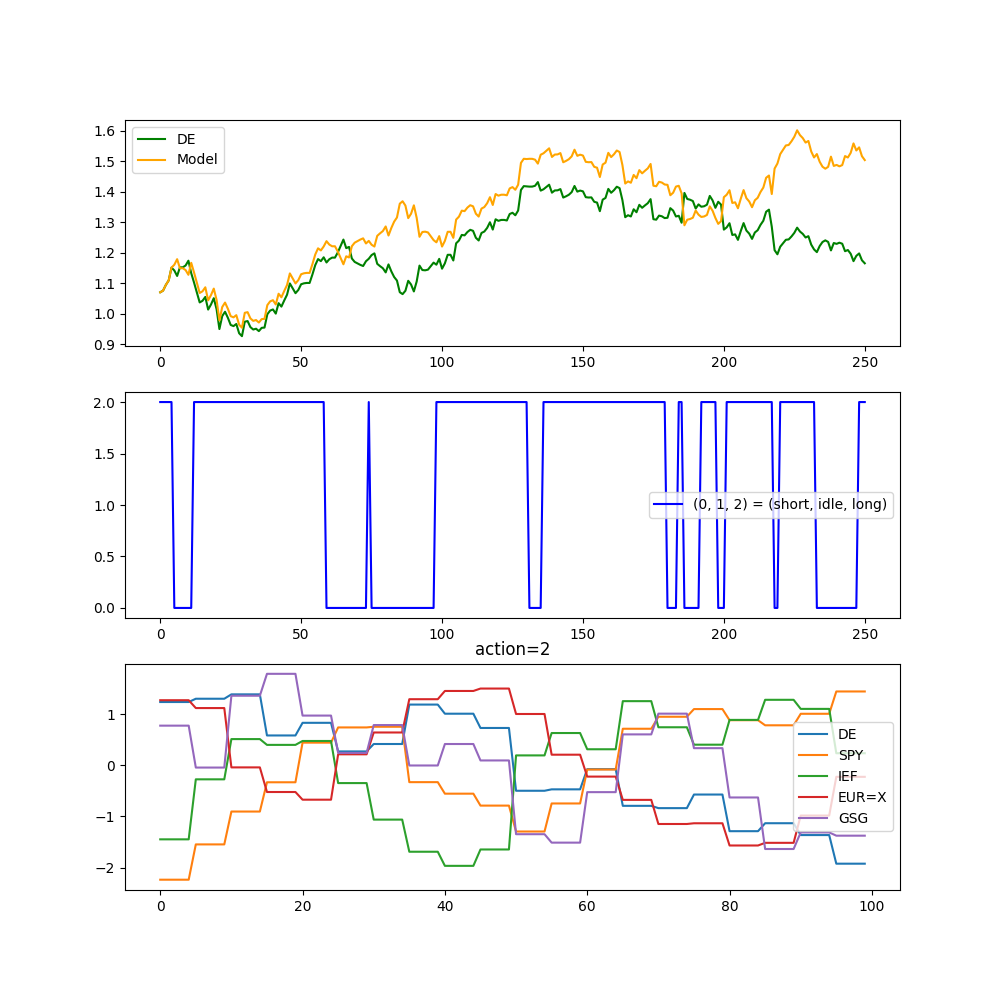 1.6
1.5
1.4
1.3
1.2
1.1
1.0
0.9
DE
Model
0 50 100 150 200 250
2.0
1.5
1.0
0.5
0.0
(0, 1, 2) = (short, idle, long)
0 50 100 150 200 250
action=2
1
0
−1
−2
DE
SPY
IEF
EUR=X
GSG
0 20 40 60 80 100